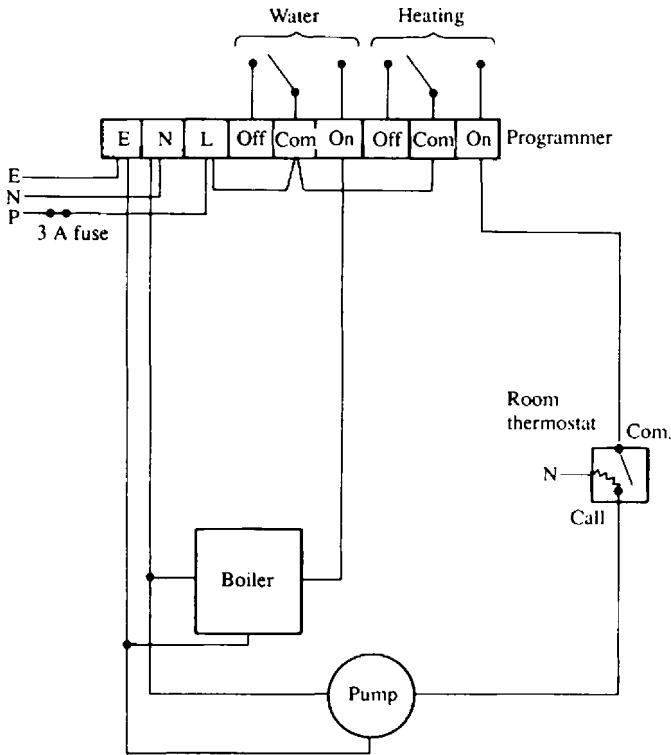 Water Heating
E N L Off Com On Off Com On Programmer
E
N
P
3 A fuse
Room
thermostat
Com.
N
Call
Boiler
Pump